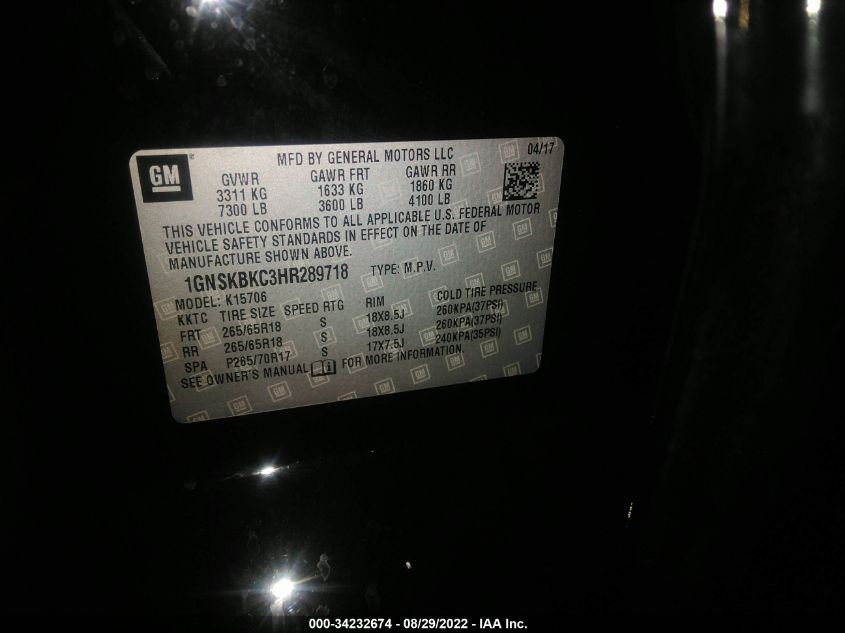 GM
MFD BY GENERAL MOTORS LLC 04/17
GVWR GAWR FRT GAWR RR
3311 KG 1633 KG 1860 KG
7300 LB 3600 LB 4100 LB
THIS VEHICLE CONFORMS TO ALL APPLICABLE U.S. FEDERAL MOTOR
VEHICLE SAFETY STANDARDS IN EFFECT ON THE DATE OF
MANUFACTURE SHOWN ABOVE.
1GNSKBKC3HR289718 TYPE: M.P.V.
MODEL: K15706
KKTC TIRE SIZE SPEED RTG RIM COLD TIRE PRESSURE
FRT 265/65R18 S 18X8.5J 260KPA(37PSI)
RR 265/65R18 S 18X8.5J 260KPA(37PSI)
SPA P265/70R17 S 17X7.5J 240KPA(35PSI)
SEE OWNER'S MANUAL FOR MORE INFORMATION.
000-34232674 - 08/29/2022 - IAA Inc.